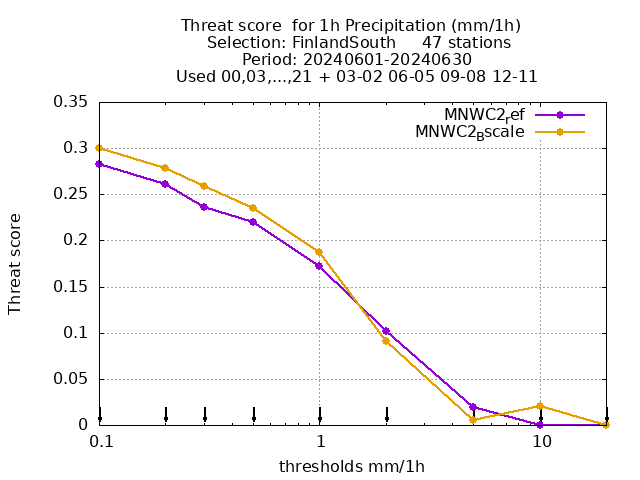 Threat score  for 1h Precipitation (mm/1h)
Selection: FinlandSouth     47 stations
Period: 20240601-20240630
Used 00,03,...,21 + 03-02 06-05 09-08 12-11
MNWC2ref
MNWC2Bscale
0.35
0.3
0.25
0.2
0.15
0.1
0.05
0
Threat score
0.1
1
10
thresholds mm/1h